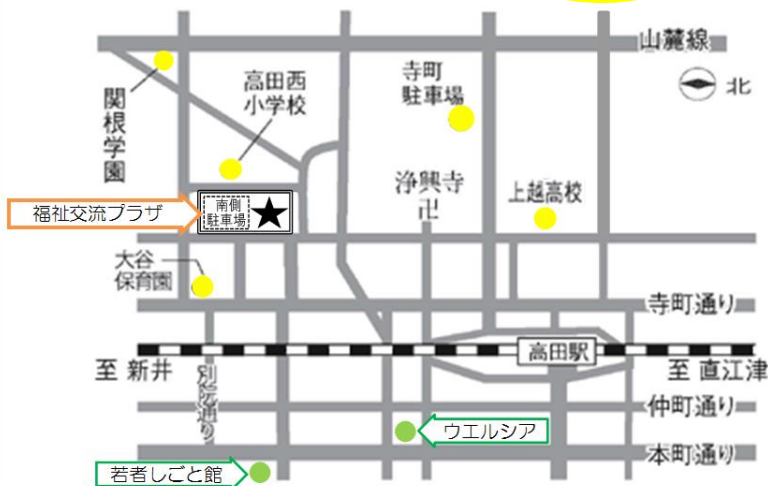 山麓線
北
関根学園
高田西
小学校
寺町
駐車場
浄興寺
卍
上越高校
福祉交流プラザ
南側
駐車場
★
大谷
保育園
寺町通り
高田駅
至 新井
至 直江津
別院通り
仲町通り
ウエルシア
本町通り
若者しごと館